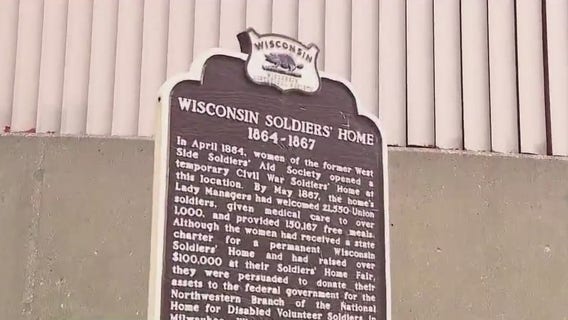 WISCONSIN
WISCONSIN SOLDIERS' HOME
1864-1867
In April 1864, women of the former West
Side Soldiers' Aid Society opened a
temporary Civil War Soldiers' Home at
this location. By May 1867, the home's
Lady Managers had welcomed 21,550 Union
soldiers, given medical care to over
1,000, and provided 150,167 free meals.
Although the women had received a state
charter for a permanent Wisconsin
Soldiers' Home and had raised over
$100,000 at their Soldiers' Home Fair,
they were persuaded to donate their
assets to the federal government for the
Northwestern Branch of the National
Home for Disabled Volunteer Soldiers in